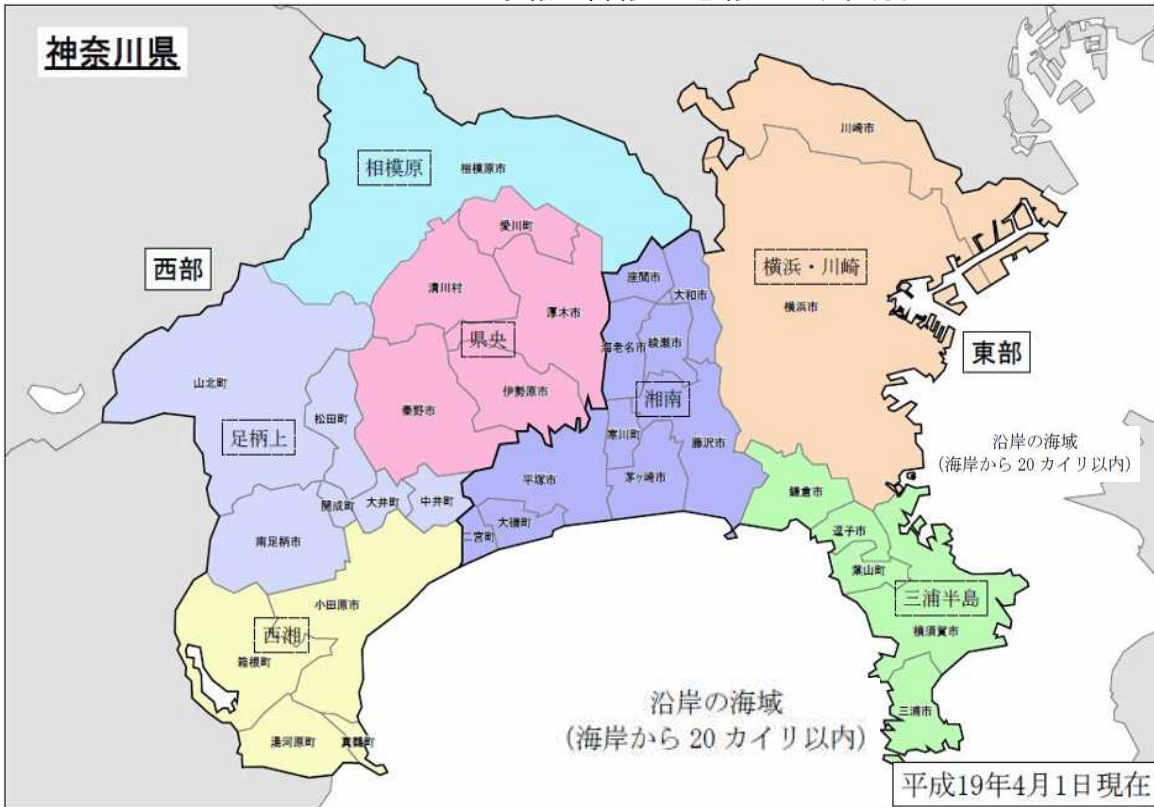 神奈川県
川崎市
相模原
相模原市
愛川町
西部
座間市
横浜・川崎
大和市
清川村
厚木市
横浜市
県央
海老名市
綾瀬市
東部
山北町
秦野市
伊勢原市
湘南
松田町
足柄上
寒川町
藤沢市
沿岸の海域
(海岸から 20 カイリ以内)
平塚市
茅ヶ崎市
鎌倉市
開成町
大井町
中井町
大磯町
二宮町
逗子市
南足柄市
葉山町
三浦半島
小田原市
西湘
横須賀市
箱根町
沿岸の海域
(海岸から 20 カイリ以内)
三浦市
湯河原町
真鶴町
平成19年4月1日現在